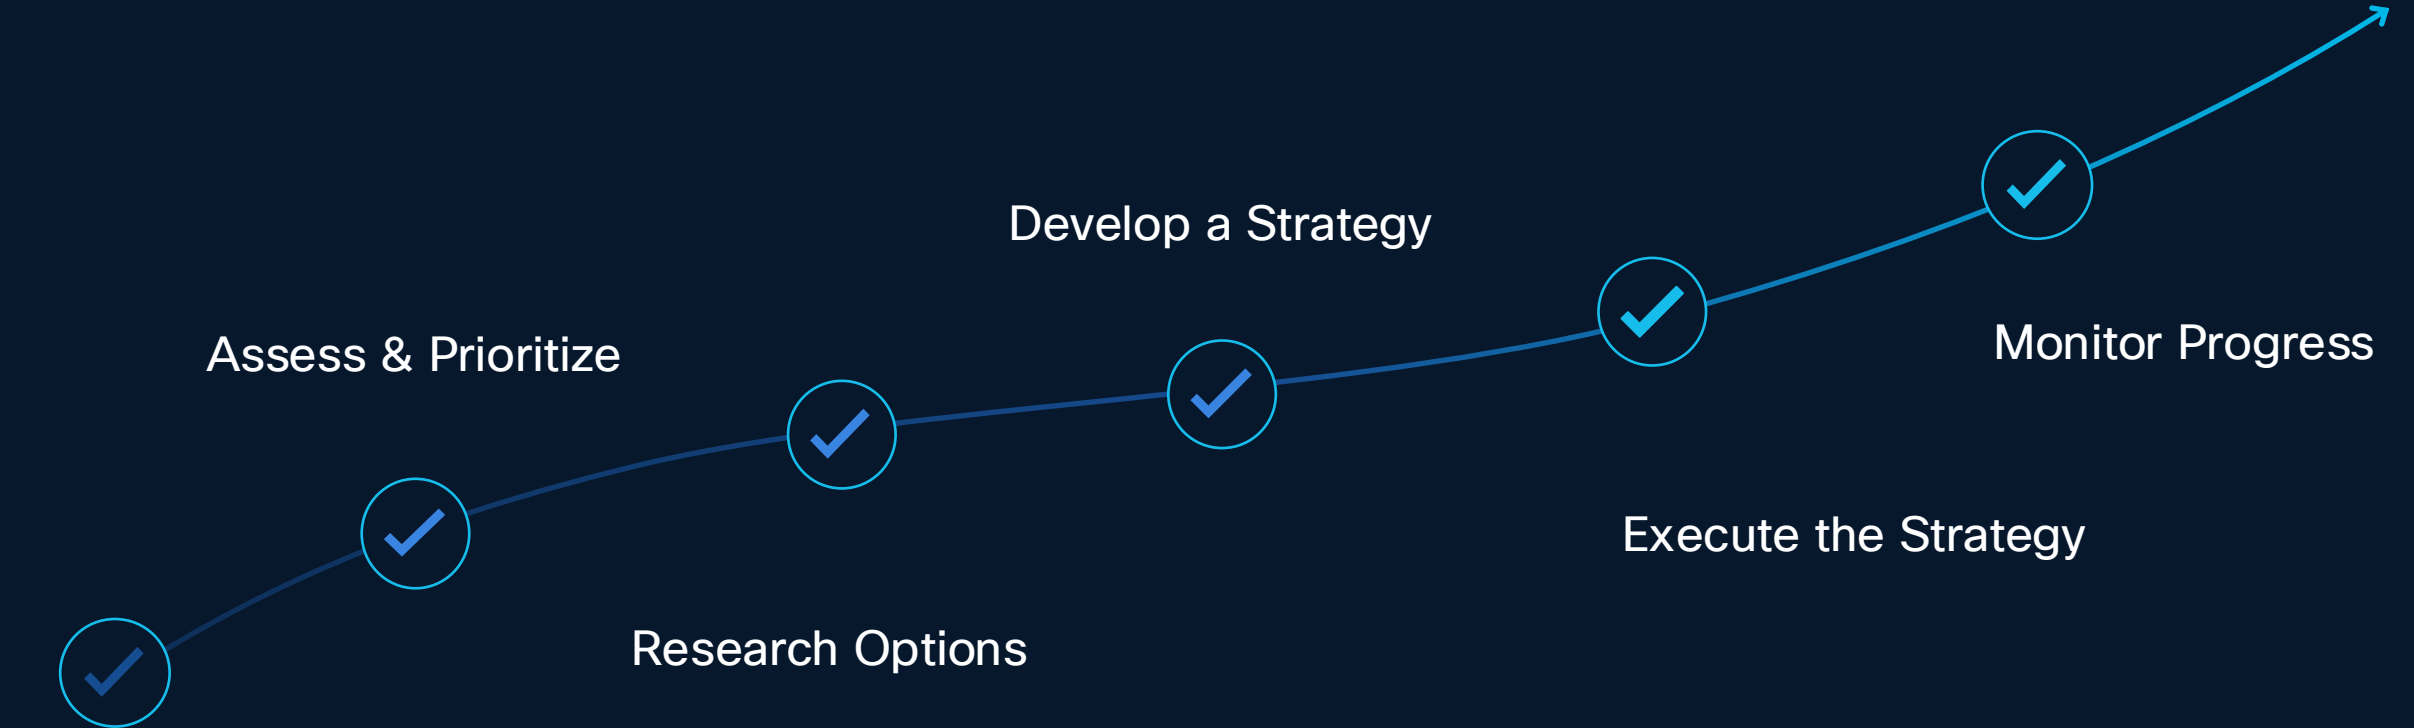 Assess & Prioritize
Research Options
Develop a Strategy
Execute the Strategy
Monitor Progress